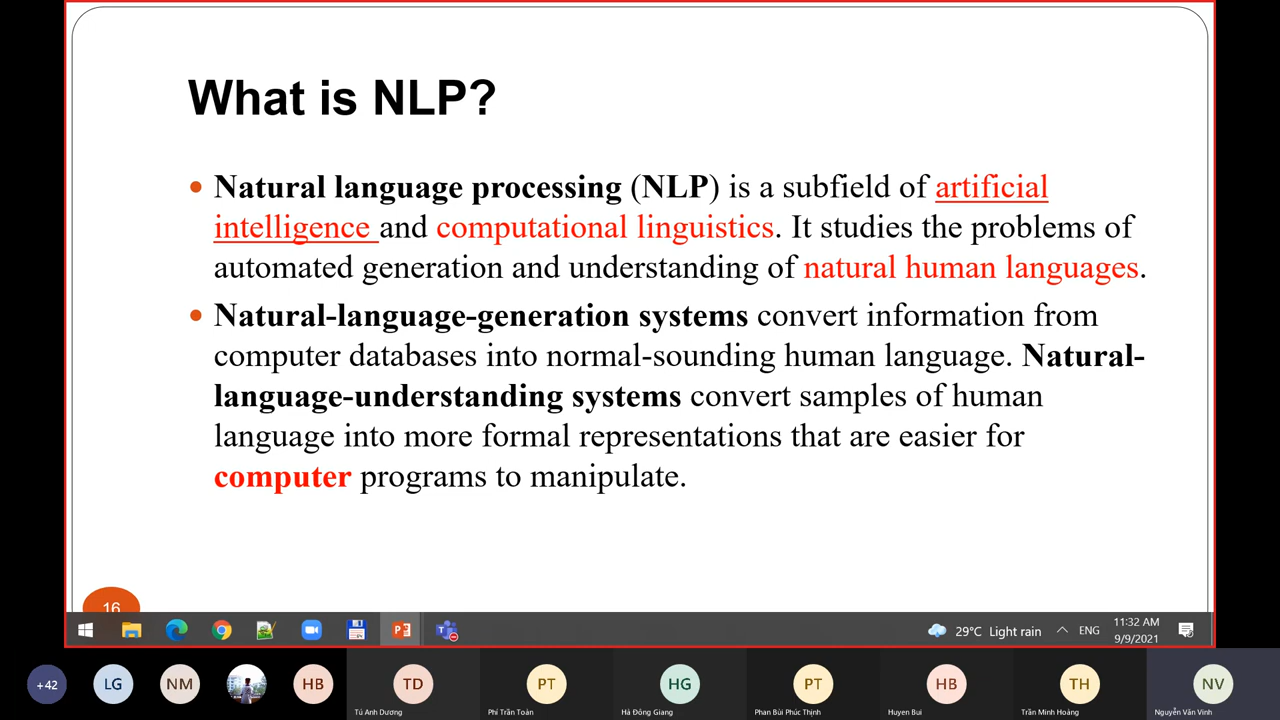 What is NLP?
• Natural language processing (NLP) is a subfield of artificial
intelligence and computational linguistics. It studies the problems of
automated generation and understanding of natural human languages.
• Natural-language-generation systems convert information from
computer databases into normal-sounding human language. Natural-
language-understanding systems convert samples of human
language into more formal representations that are easier for
computer programs to manipulate.
16
29°C Light rain
ENG
11:32 AM
9/9/2021
+42
LG
NM
HB
TD
PT
HG
PT
HB
TH
NV
Tú Anh Dương
Phí Trần Toàn
Hà Đông Giang
Phan Bùi Phúc Thịnh
Huyen Bui
Trần Minh Hoàng
Nguyễn Văn Vinh